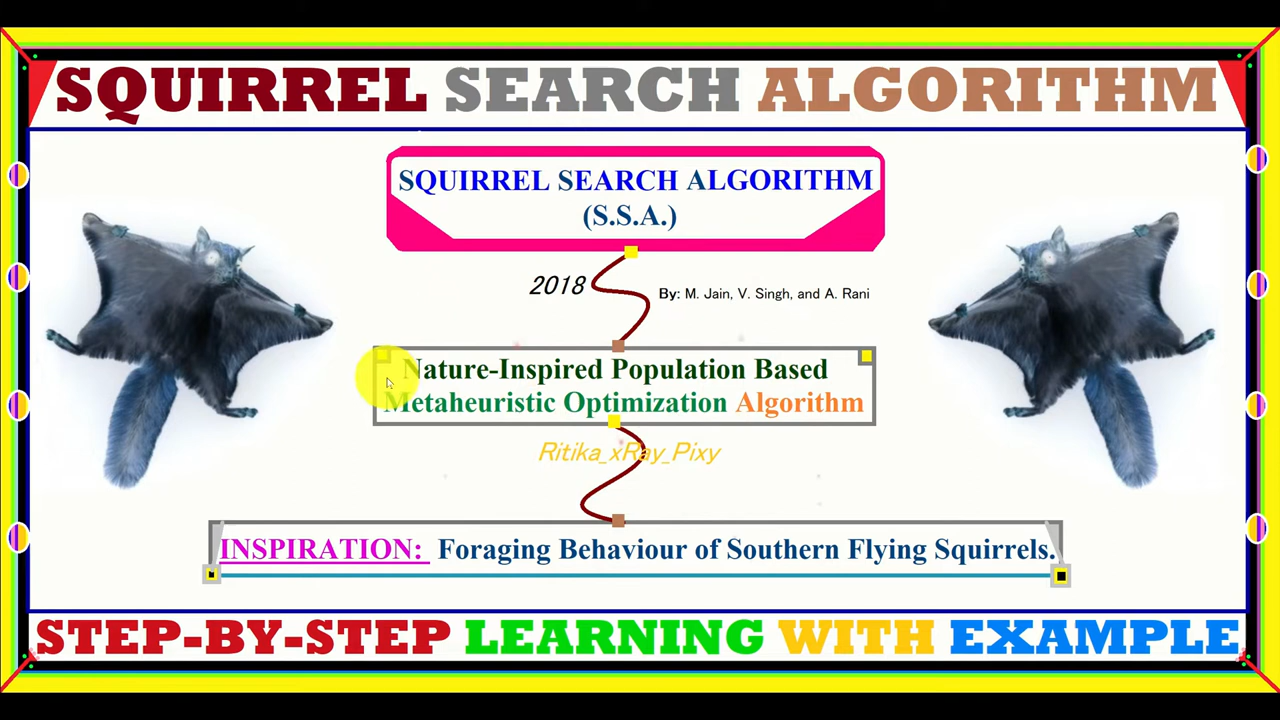 SQUIRREL SEARCH ALGORITHM
SQUIRREL SEARCH ALGORITHM
(S.S.A.)
2018
By: M. Jain, V. Singh, and A. Rani
Nature-Inspired Population Based
Metaheuristic Optimization Algorithm
Ritika_xRay_Pixy
INSPIRATION: Foraging Behaviour of Southern Flying Squirrels.
STEP-BY-STEP LEARNING WITH EXAMPLE